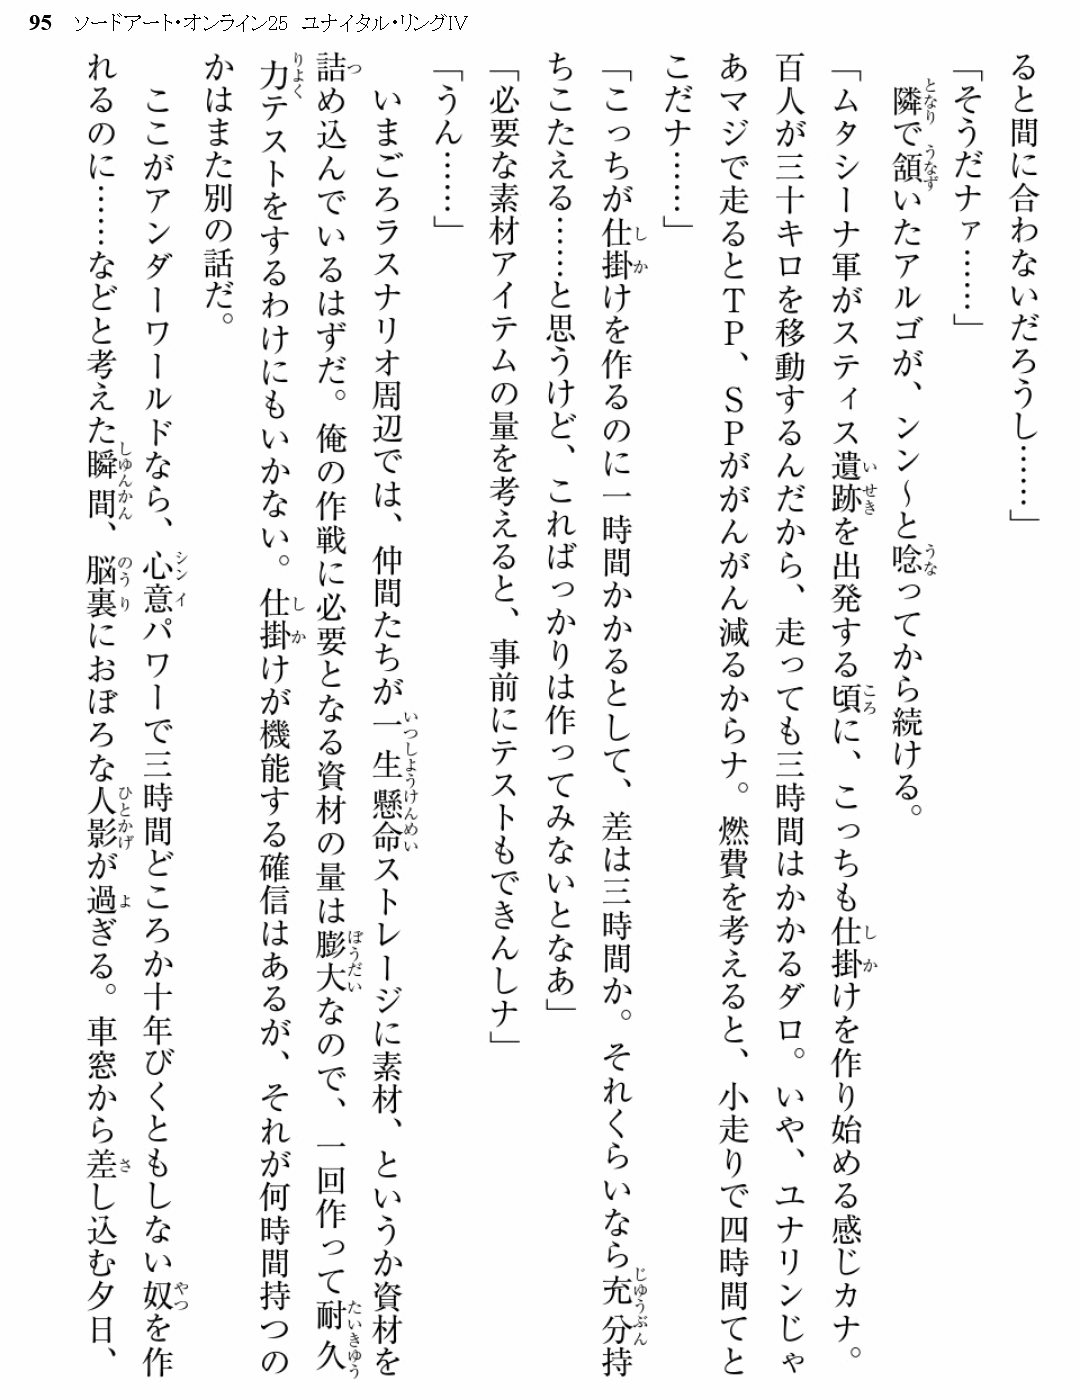 95 ソードアート・オンライン25 ユナイタル・リングⅣ
ると間に合わないだろうし……」
「そうだナァ……」
隣で頷いたアルゴが、ンン〜と唸ってから続ける。
「ムタシーナ軍がスティス遺跡を出発する頃に、こっちも仕掛けを作り始める感じカナ。
百人が三十キロを移動するんだから、走っても三時間はかかるダロ。いや、ユナリンじゃ
あマジで走るとTP、SPががんがん減るからナ。燃費を考えると、小走りで四時間てと
こだナ……」
「こっちが仕掛けを作るのに一時間かかるとして、差は三時間か。それくらいなら充分持
ちこたえる……と思うけど、こればっかりは作ってみないとなあ」
「必要な素材アイテムの量を考えると、事前にテストもできんしナ」
「うん……」
いまごろラスナリオ周辺では、仲間たちが一生懸命ストレージに素材、というか資材を
詰め込んでいるはずだ。俺の作戦に必要となる資材の量は膨大なので、一回作って耐久
力テストをするわけにもいかない。仕掛けが機能する確信はあるが、それが何時間持つの
かはまた別の話だ。
ここがアンダーワールドなら、心意パワーで三時間どころか十年びくともしない奴を作
れるのに……などと考えた瞬間、脳裏におぼろな人影が過ぎる。車窓から差し込む夕日、